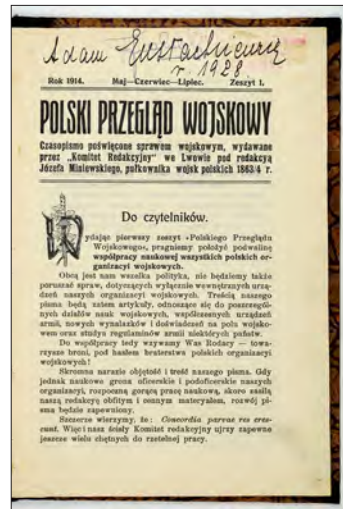 Adam Eustachiewicz
r. 1928
Rok 1914. Maj—Czerwiec—Lipiec. Zeszyt 1.
POLSKI PRZEGLĄD WOJSKOWY
Czasopismo poświęcone sprawom wojskowym, wydawane
przez „Komitet Redakcyjny" we Lwowie pod redakcyą
Józefa Miniewskiego, pułkownika wojsk polskich 1863/4 r.
Do czytelników.
Wydając pierwszy zeszyt «Polskiego Przeglądu
Wojskowego», pragniemy położyć podwalinę
współpracy naukowej wszystkich polskich or-
ganizacyi wojskowych.
Obcą jest nam wszelka polityka, nie będziemy także
poruszać spraw, dotyczących wyłącznie wewnętrznych urzą-
dzeń naszych organizacyi wojskowych. Treścią naszego
pisma będą zatem artykuły, odnoszące się do poszczegól-
nych działów nauk wojskowych, współczesnych urządzeń
armii, nowych wynalazków i doświadczeń na polu wojsko-
wem oraz studya regulaminów armii niektórych państw.
Do współpracy tedy wzywamy Was Rodacy — towa-
rzysze broni, pod hasłem braterstwa polskich organizacyi
wojskowych!
Skromna narazie objętość i treść naszego pisma. Gdy
jednak naukowe grona oficerskie i podoficerskie naszych
organizacyi, rozpoczną gorącą pracę naukową, skoro zasilą
naszą redakcyę obfitym i cennym materyałem, rozwój pi-
sma będzie zapewniony.
Szczerze wierzymy, że: Concordia parvae res cres-
cunt. Więc i nasz ścisły Komitet redakcyjny ujrzy zapewne
jeszcze wielu chętnych do rzetelnej pracy.